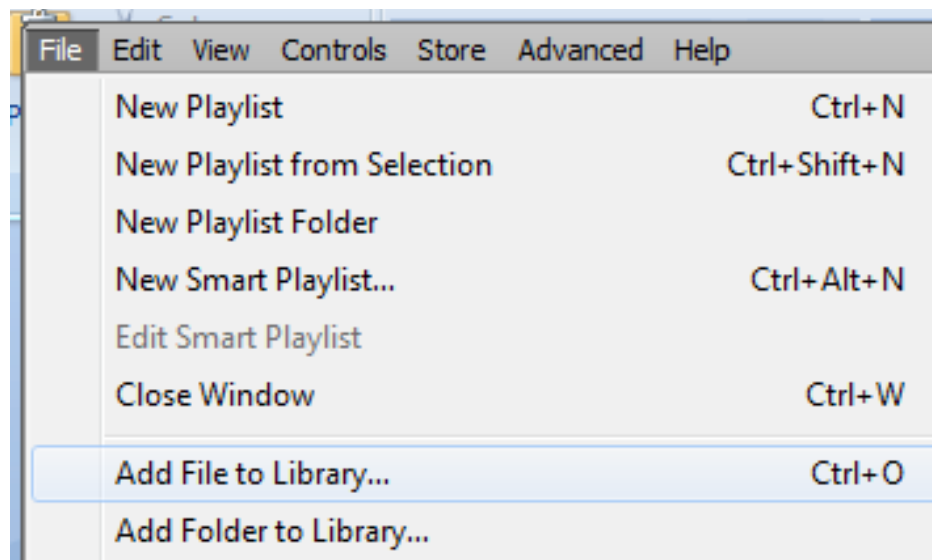 File Edit View Controls Store Advanced Help
New Playlist Ctrl+N
New Playlist from Selection Ctrl+Shift+N
New Playlist Folder
New Smart Playlist... Ctrl+Alt+N
Edit Smart Playlist
Close Window Ctrl+W
Add File to Library... Ctrl+O
Add Folder to Library...